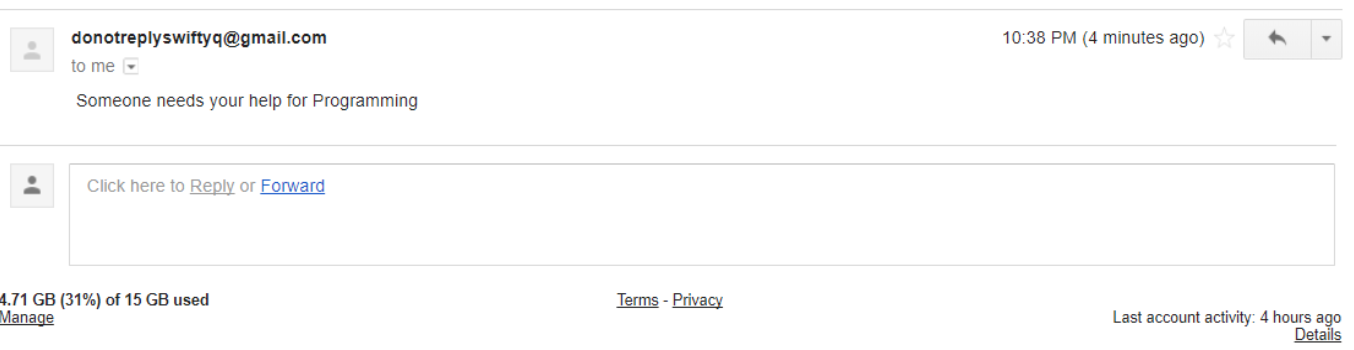 donotreplyswiftyq@gmail.com 10:38 PM (4 minutes ago)
to me
Someone needs your help for Programming
Click here to Reply or Forward
4.71 GB (31%) of 15 GB used
Manage
Terms - Privacy
Last account activity: 4 hours ago
Details